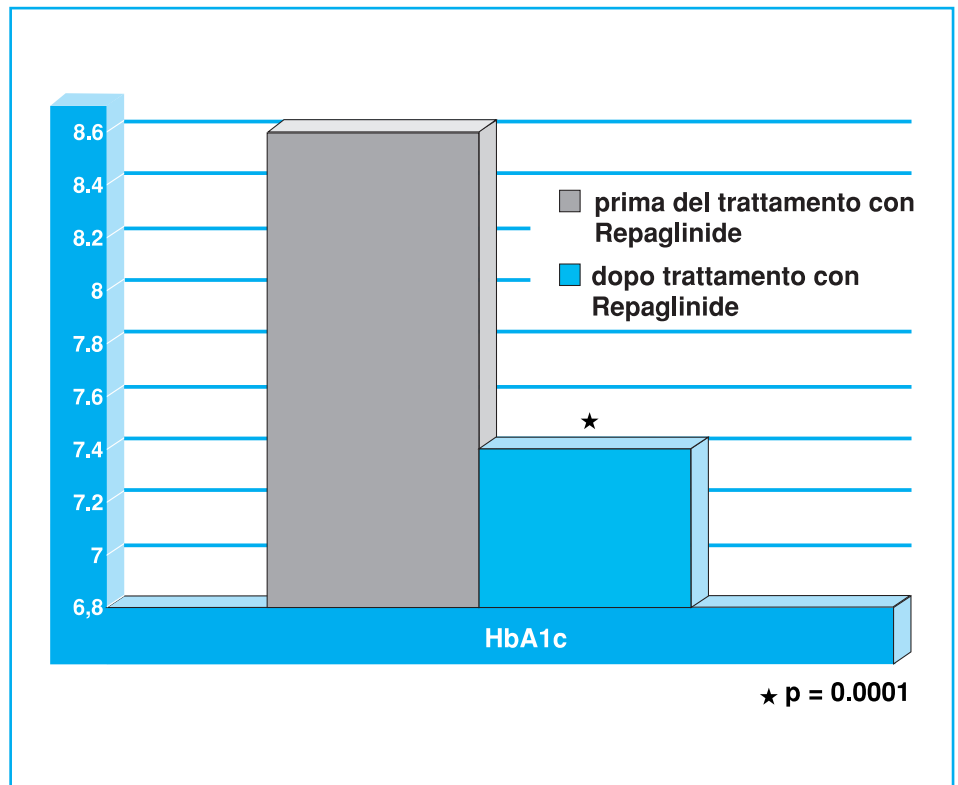 8.6
8.4
8.2
8
7.8
7.6
7.4
7.2
7
6,8
prima del trattamento con
Repaglinide
dopo trattamento con
Repaglinide
★
HbA1c
★ p = 0.0001